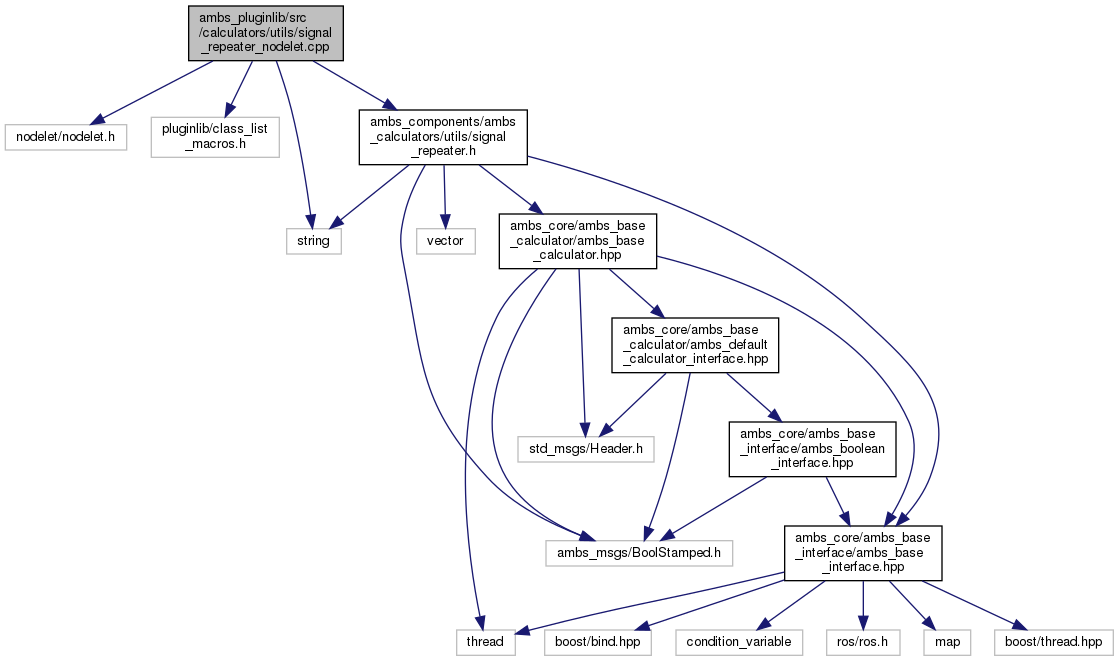 ambs_pluginlib/src
/calculators/utils/signal
_repeater_nodelet.cpp
nodelet/nodelet.h
pluginlib/class_list
_macros.h
ambs_components/ambs
_calculators/utils/signal
_repeater.h
string
vector
ambs_core/ambs_base
_calculator/ambs_base
_calculator.hpp
ambs_core/ambs_base
_calculator/ambs_default
_calculator_interface.hpp
std_msgs/Header.h
ambs_core/ambs_base
_interface/ambs_boolean
_interface.hpp
ambs_msgs/BoolStamped.h
ambs_core/ambs_base
_interface/ambs_base
_interface.hpp
thread
boost/bind.hpp
condition_variable
ros/ros.h
map
boost/thread.hpp